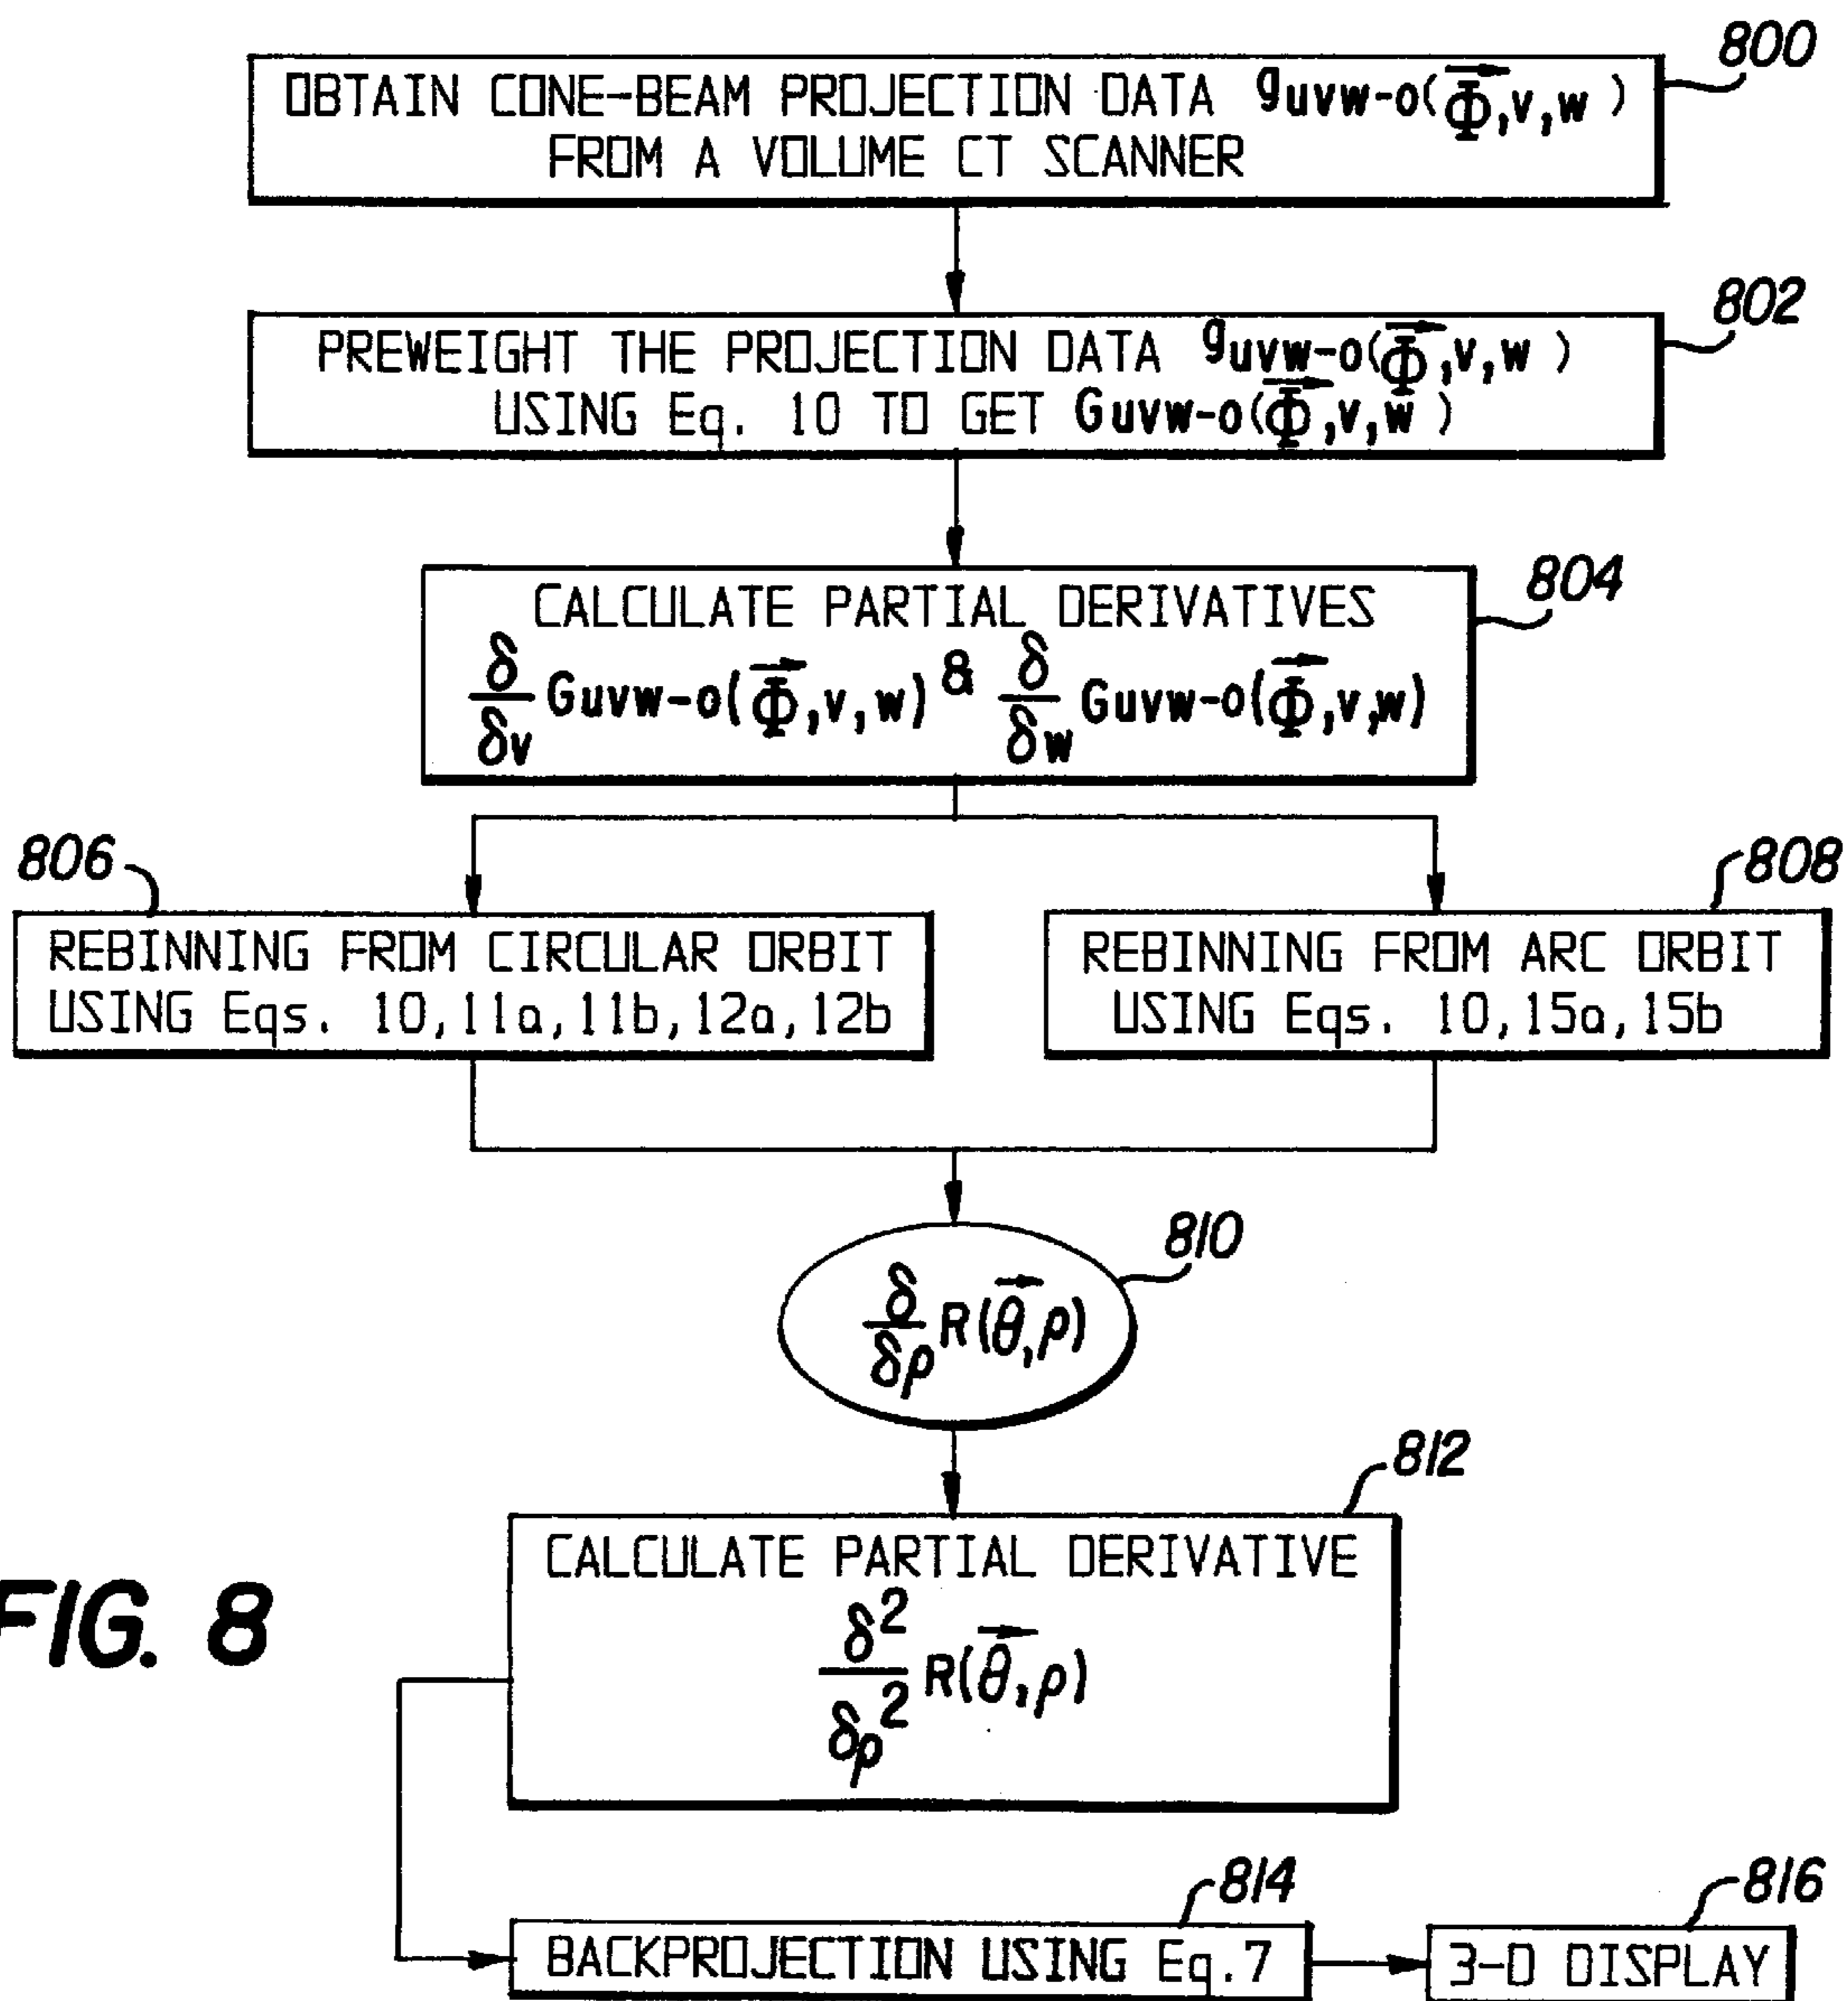 800
OBTAIN CONE-BEAM PROJECTION DATA guvw-o(Φ⃗,v,w)
FROM A VOLUME CT SCANNER
802
PREWEIGHT THE PROJECTION DATA guvw-o(Φ⃗,v,w)
USING Eq. 10 TO GET Guvw-o(Φ⃗,v,w)
804
CALCULATE PARTIAL DERIVATIVES
δ/δv Guvw-o(Φ⃗,v,w) & δ/δw Guvw-o(Φ⃗,v,w)
806
808
REBINNING FROM CIRCULAR ORBIT
USING Eqs. 10,11a,11b,12a,12b
REBINNING FROM ARC ORBIT
USING Eqs. 10,15a,15b
810
δ/δρ R(θ⃗,ρ)
812
CALCULATE PARTIAL DERIVATIVE
δ²/δρ² R(θ⃗,ρ)
FIG. 8
814
BACKPROJECTION USING Eq.7
816
3-D DISPLAY